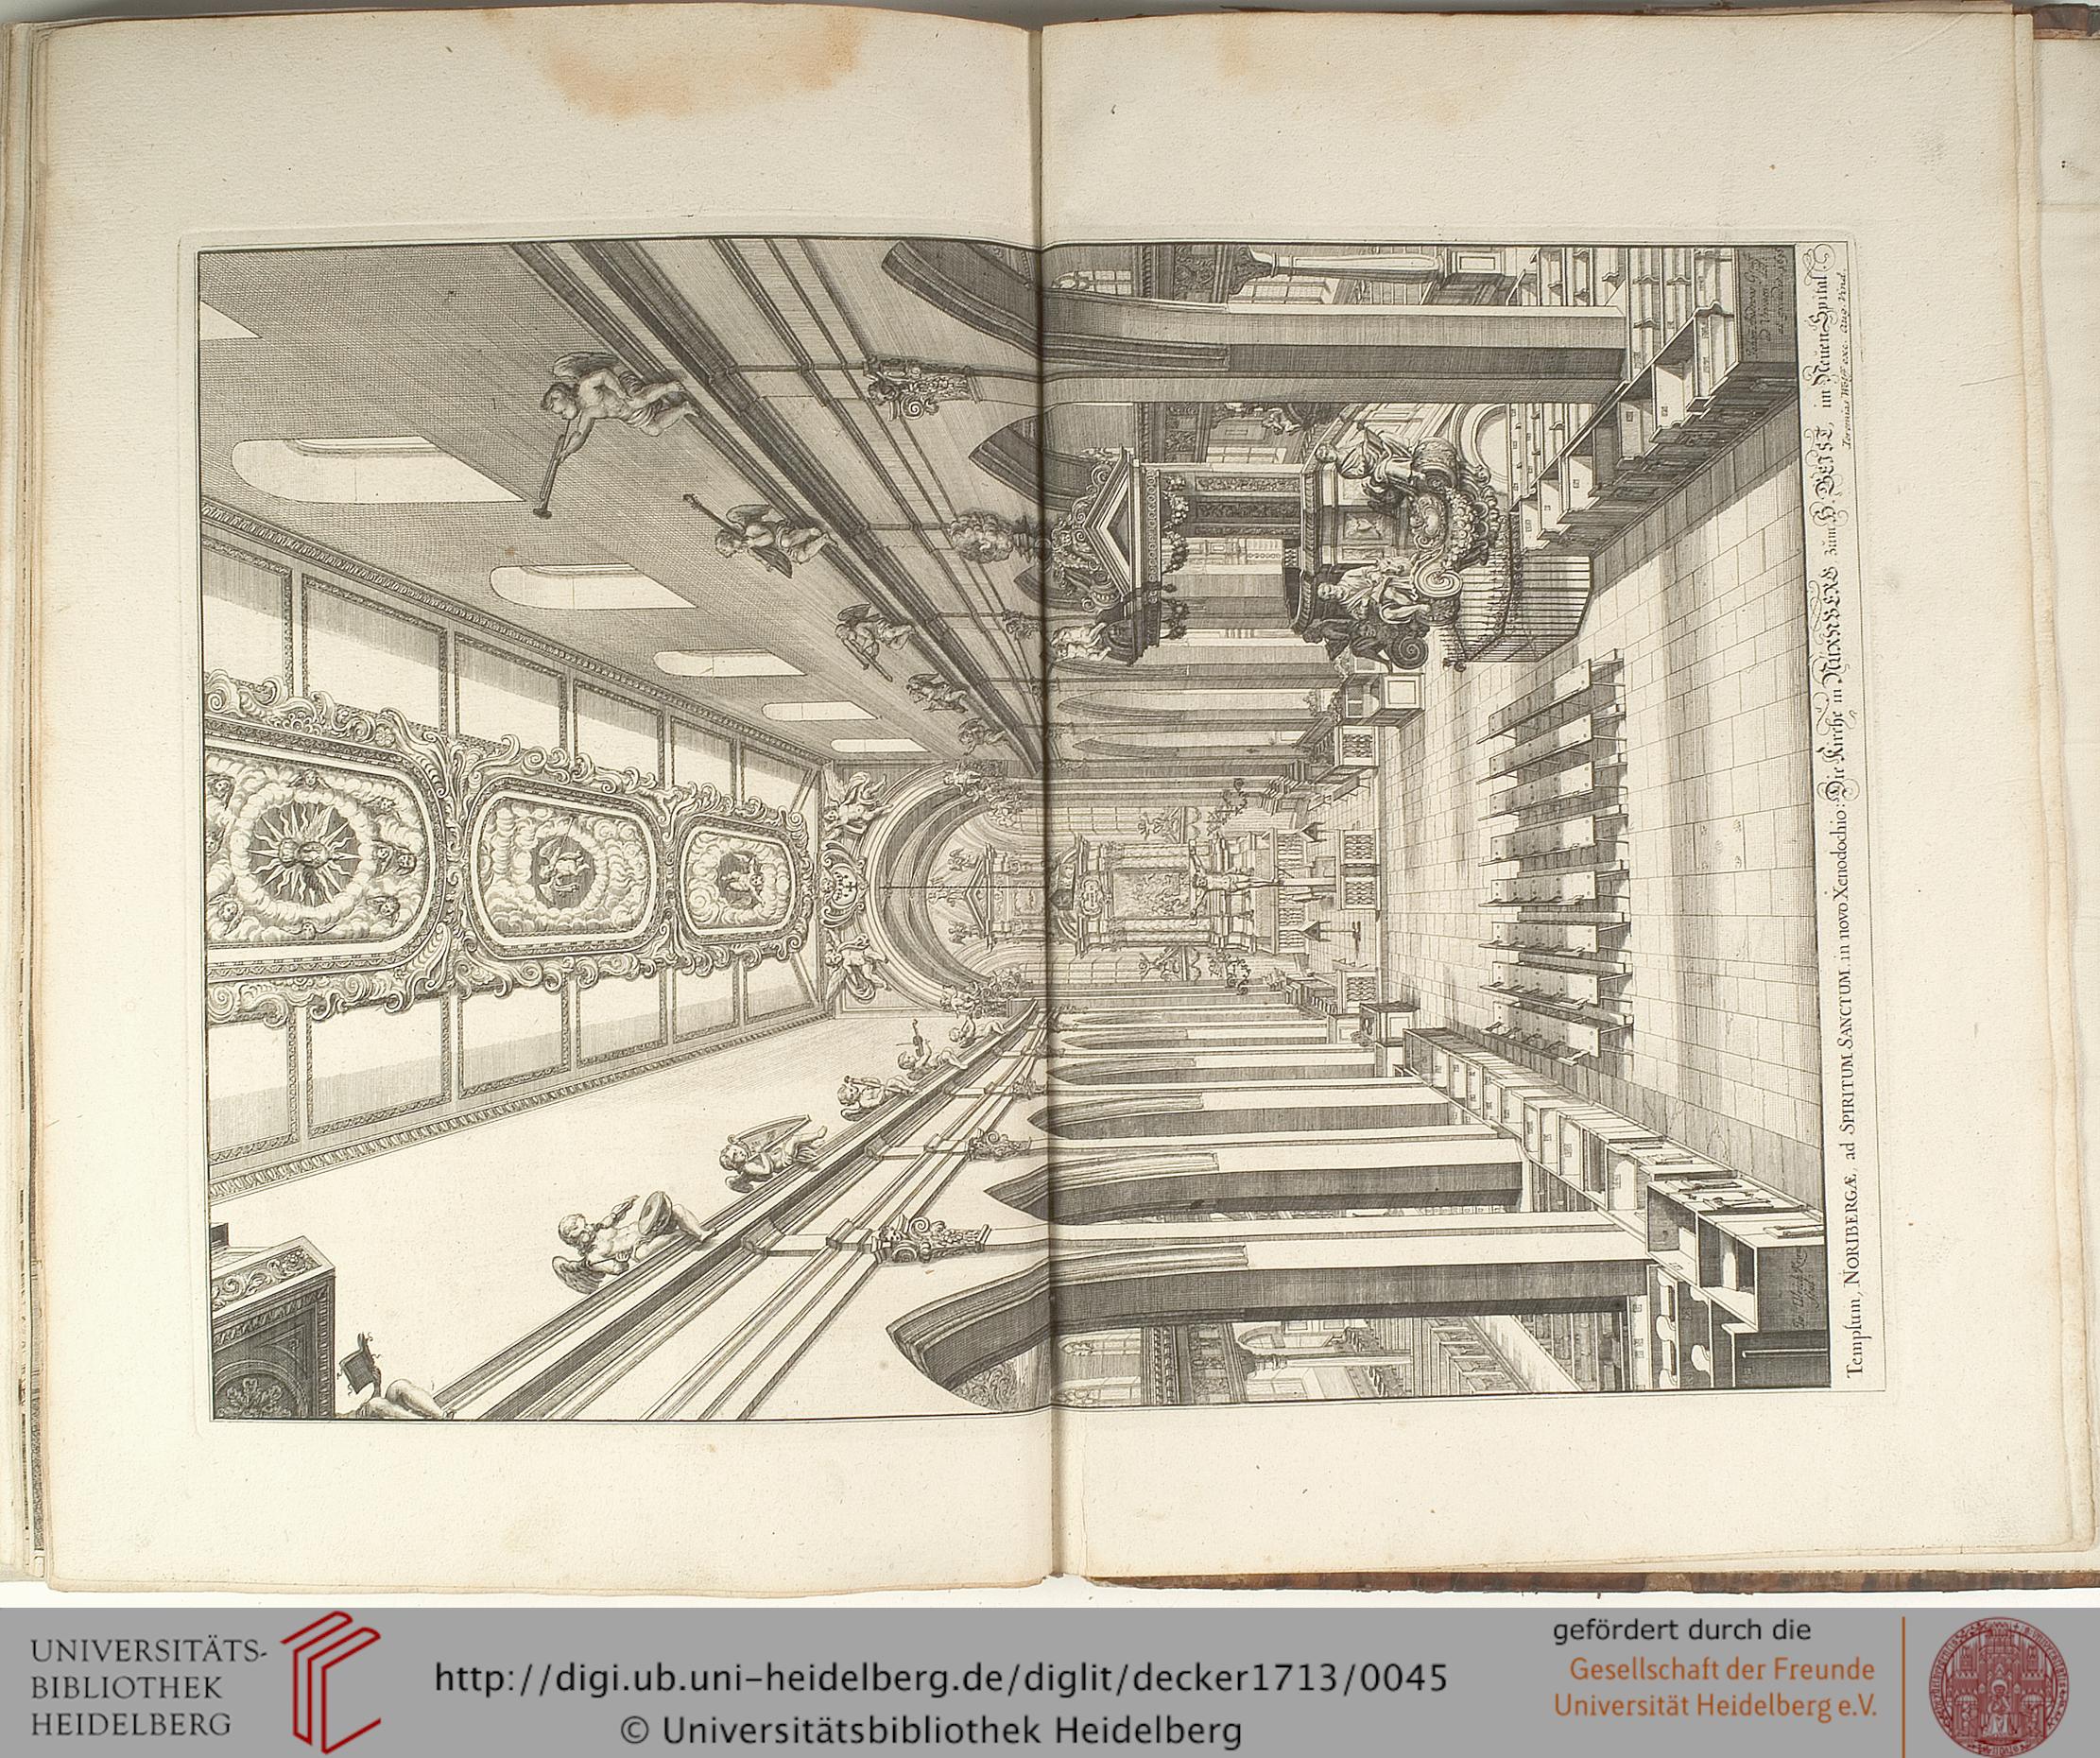 Templum, NORIBERGÆ, ad SPIRITUM SANCTUM in novo Xenodochio: Die Kirche in NÜRNBERG zum H. GEIST, im Neuen Spital.
Jeremias Wolff exc. Aug. Vind.
UNIVERSITÄTS-
BIBLIOTHEK
HEIDELBERG
http://digi.ub.uni-heidelberg.de/diglit/decker1713/0045
© Universitätsbibliothek Heidelberg
gefördert durch die
Gesellschaft der Freunde
Universität Heidelberg e.V.